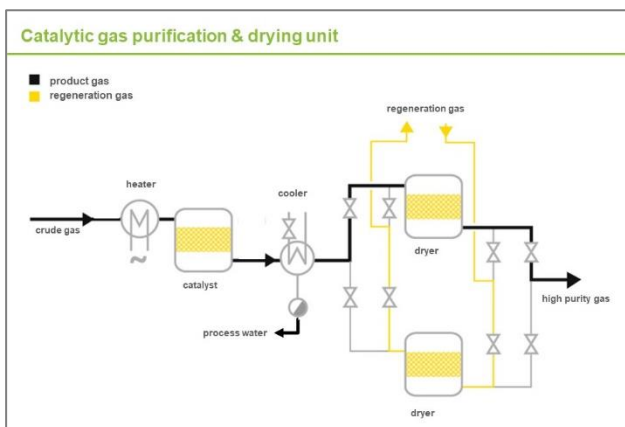 Catalytic gas purification & drying unit
product gas
regeneration gas
regeneration gas
heater
cooler
crude gas
catalyst
dryer
high purity gas
process water
dryer